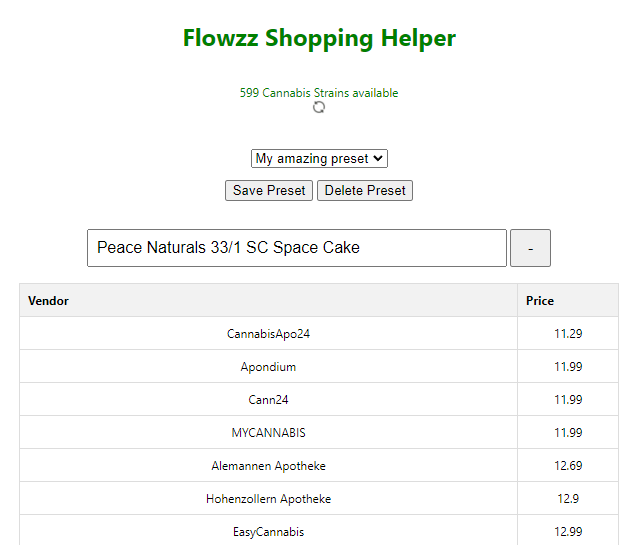 Flowzz Shopping Helper
599 Cannabis Strains available
My amazing preset
Save Preset Delete Preset
Peace Naturals 33/1 SC Space Cake -
Vendor Price
CannabisApo24 11.29
Apondium 11.99
Cann24 11.99
MYCANNABIS 11.99
Alemannen Apotheke 12.69
Hohenzollern Apotheke 12.9
EasyCannabis 12.99